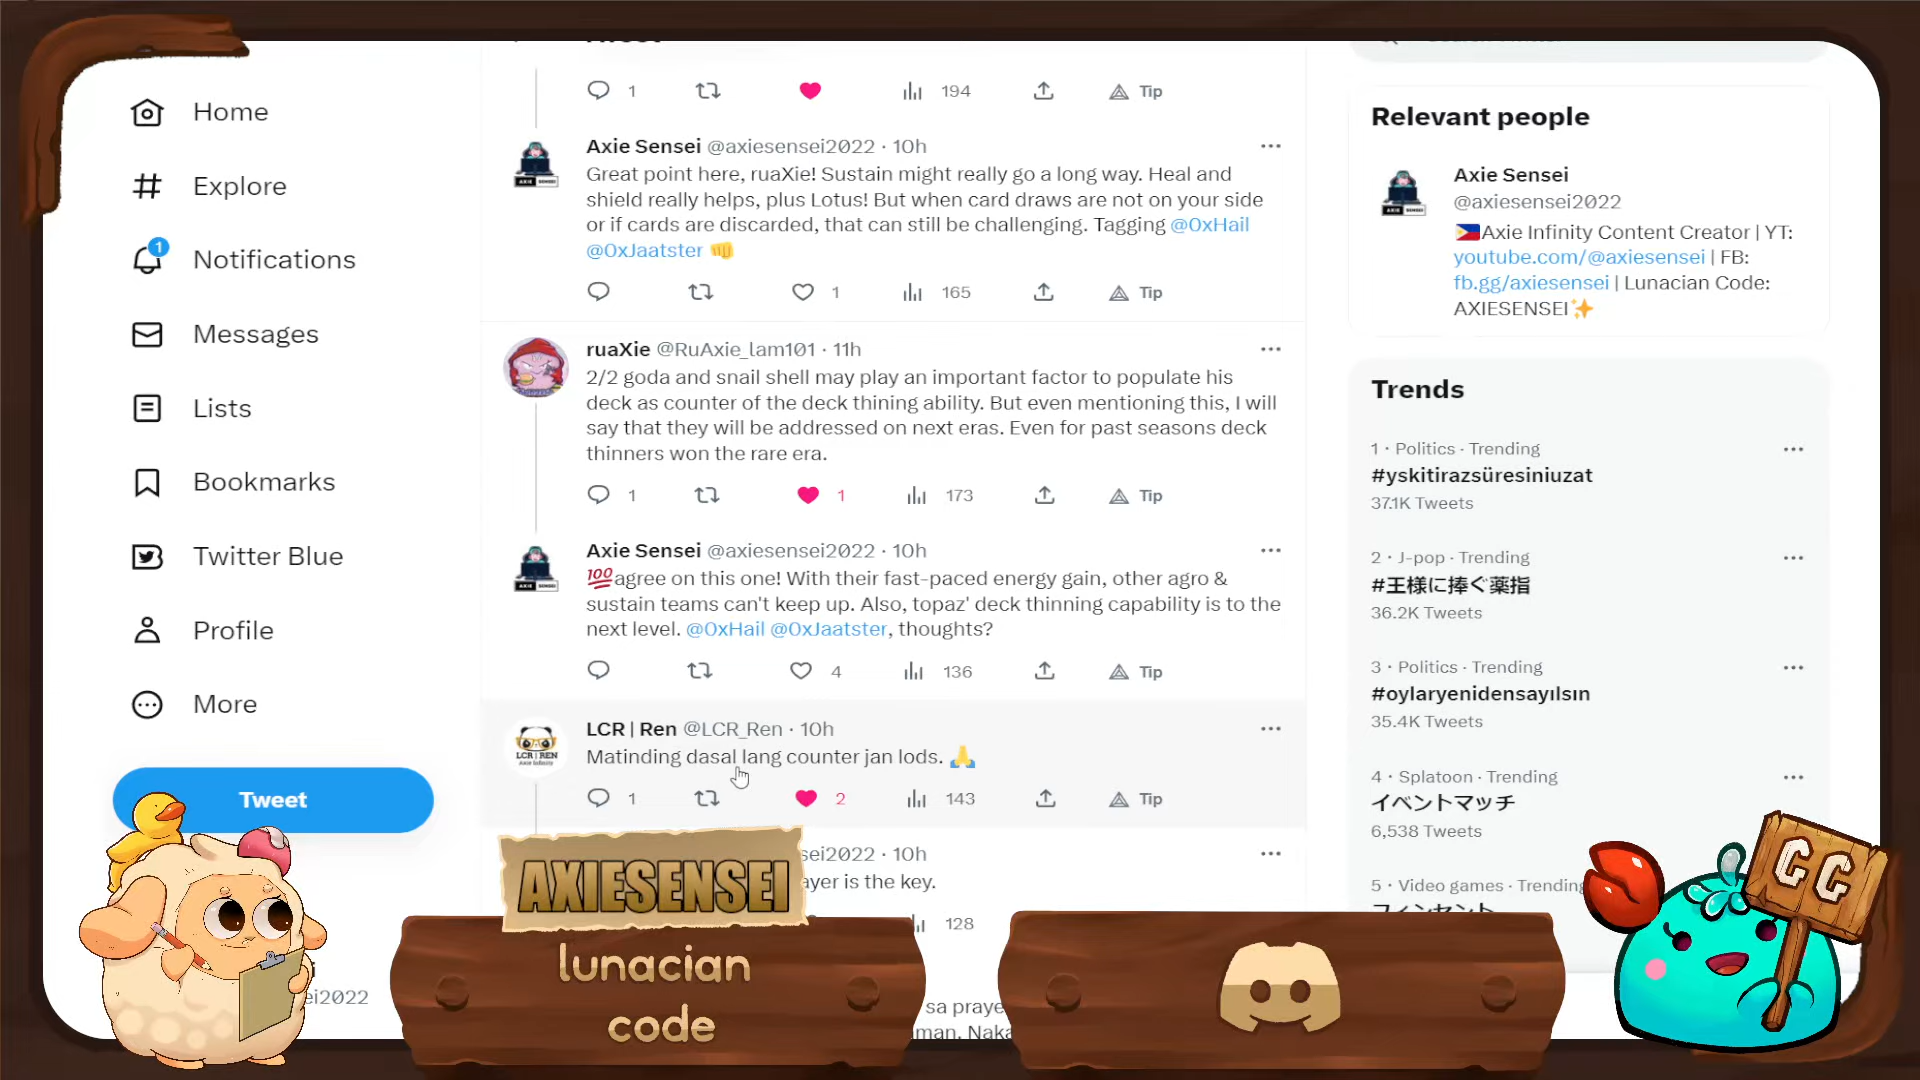 Home
Explore
1
Notifications
Messages
Lists
Bookmarks
Twitter Blue
Profile
More
Tweet
1 194 Tip
Axie Sensei @axiesensei2022 · 10h
Great point here, ruaXie! Sustain might really go a long way. Heal and
shield really helps, plus Lotus! But when card draws are not on your side
or if cards are discarded, that can still be challenging. Tagging @0xHail
@0xJaatster 👊
1 165 Tip
ruaXie @RuAxie_lam101 · 11h
2/2 goda and snail shell may play an important factor to populate his
deck as counter of the deck thining ability. But even mentioning this, I will
say that they will be addressed on next eras. Even for past seasons deck
thinners won the rare era.
1 1 173 Tip
Axie Sensei @axiesensei2022 · 10h
💯agree on this one! With their fast-paced energy gain, other agro &
sustain teams can't keep up. Also, topaz' deck thinning capability is to the
next level. @0xHail @0xJaatster, thoughts?
4 136 Tip
LCR | Ren @LCR_Ren · 10h
Matinding dasal lang counter jan lods. 🙏
1 2 143 Tip
LCR | REN
sei2022 · 10h
ayer is the key.
128
sa praye
man. Naka
Relevant people
Axie Sensei
@axiesensei2022
🇵🇭Axie Infinity Content Creator | YT:
youtube.com/@axiesensei | FB:
fb.gg/axiesensei | Lunacian Code:
AXIESENSEI✨
Trends
1 · Politics · Trending
#yskitirazsüresiniuzat
37.1K Tweets
2 · J-pop · Trending
#王様に捧ぐ薬指
36.2K Tweets
3 · Politics · Trending
#oylaryenidensayılsın
35.4K Tweets
4 · Splatoon · Trending
イベントマッチ
6,538 Tweets
5 · Video games · Trending
ei2022
AXIESENSEI
lunacian
code
CC